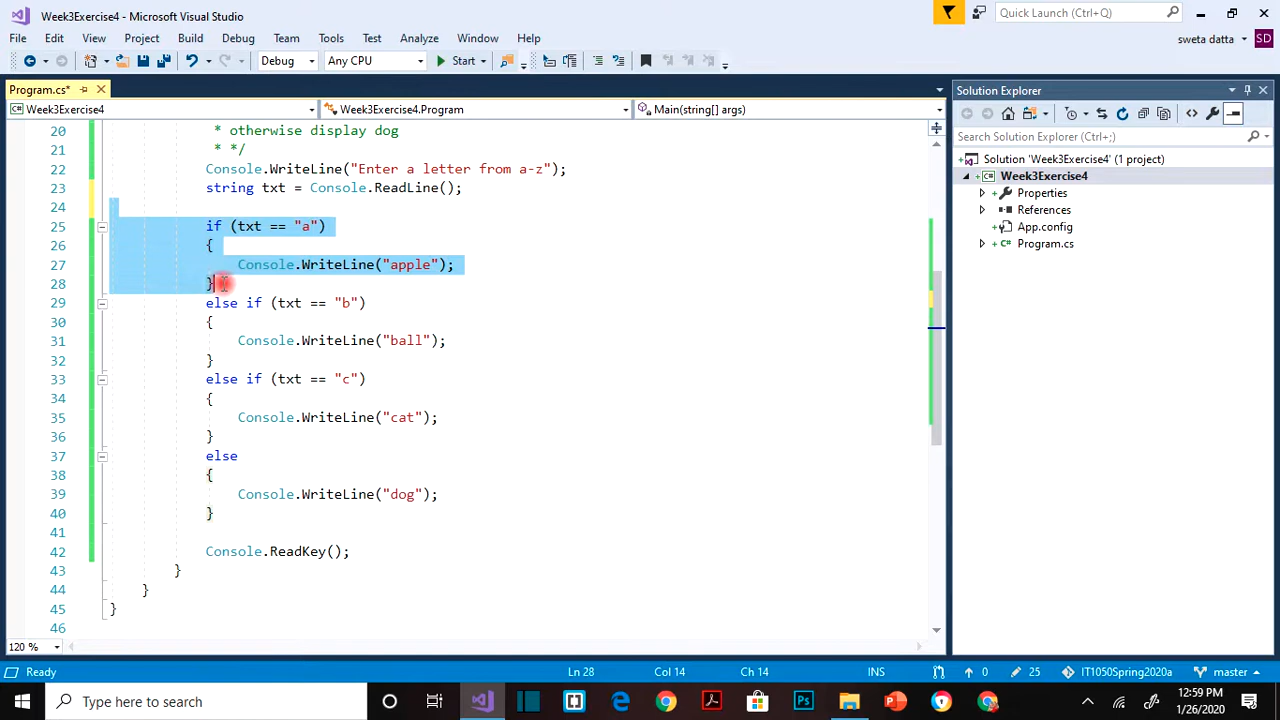 Week3Exercise4 - Microsoft Visual Studio
Quick Launch (Ctrl+Q)
File Edit View Project Build Debug Team Tools Test Analyze Window Help
sweta datta SD
Debug Any CPU Start
Program.cs*
Solution Explorer
Week3Exercise4 Week3Exercise4.Program Main(string[] args)
Search Solution Explorer (Ctrl+;)
Solution 'Week3Exercise4' (1 project)
Week3Exercise4
Properties
References
App.config
Program.cs
20 * otherwise display dog
21 * */
22 Console.WriteLine("Enter a letter from a-z");
23 string txt = Console.ReadLine();
24
25 if (txt == "a")
26 {
27 Console.WriteLine("apple");
28 }
29 else if (txt == "b")
30 {
31 Console.WriteLine("ball");
32 }
33 else if (txt == "c")
34 {
35 Console.WriteLine("cat");
36 }
37 else
38 {
39 Console.WriteLine("dog");
40 }
41
42 Console.ReadKey();
43 }
44 }
45 }
46
120 %
Ready Ln 28 Col 14 Ch 14 INS 0 25 IT1050Spring2020a master
Type here to search
12:59 PM
1/26/2020